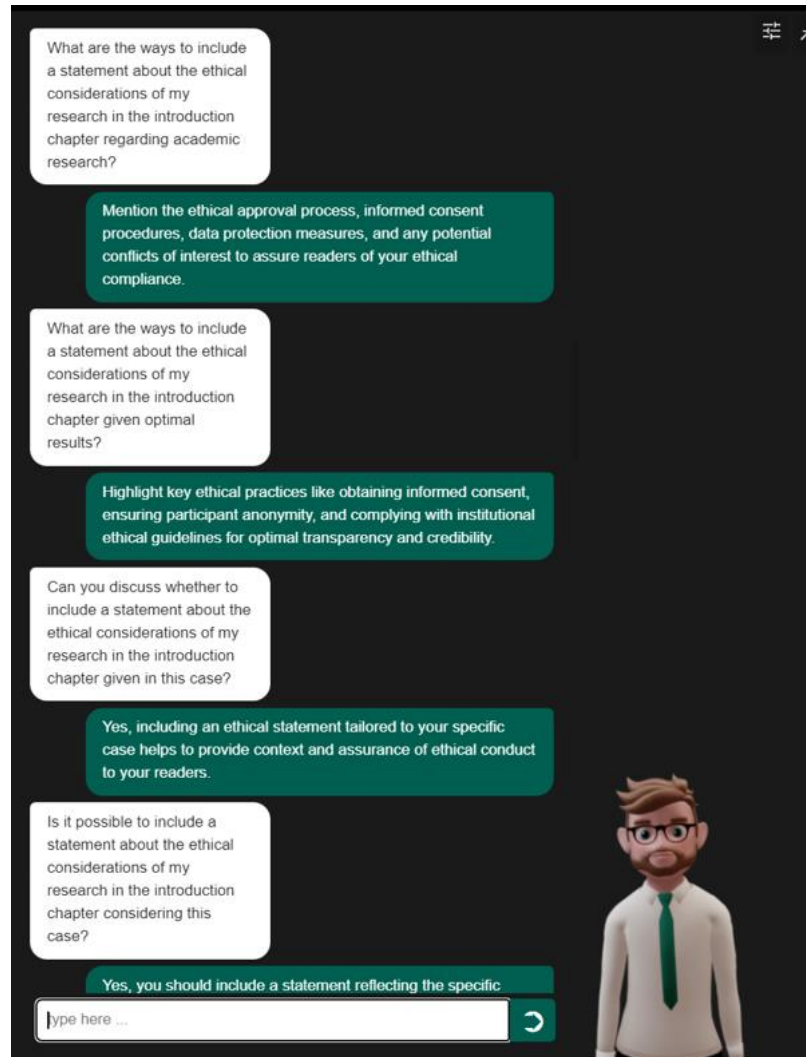 What are the ways to include
a statement about the ethical
considerations of my
research in the introduction
chapter regarding academic
research?
Mention the ethical approval process, informed consent
procedures, data protection measures, and any potential
conflicts of interest to assure readers of your ethical
compliance.
What are the ways to include
a statement about the ethical
considerations of my
research in the introduction
chapter given optimal
results?
Highlight key ethical practices like obtaining informed consent,
ensuring participant anonymity, and complying with institutional
ethical guidelines for optimal transparency and credibility.
Can you discuss whether to
include a statement about the
ethical considerations of my
research in the introduction
chapter given in this case?
Yes, including an ethical statement tailored to your specific
case helps to provide context and assurance of ethical conduct
to your readers.
Is it possible to include a
statement about the ethical
considerations of my
research in the introduction
chapter considering this
case?
Yes, you should include a statement reflecting the specific
type here ...